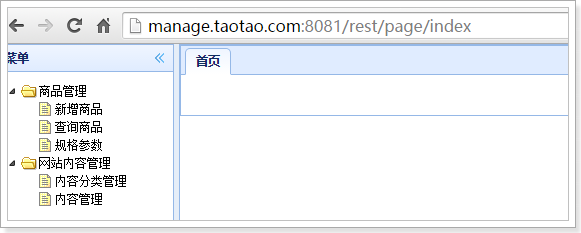 manage.taotao.com:8081/rest/page/index
菜单
首页
商品管理
新增商品
查询商品
规格参数
网站内容管理
内容分类管理
内容管理